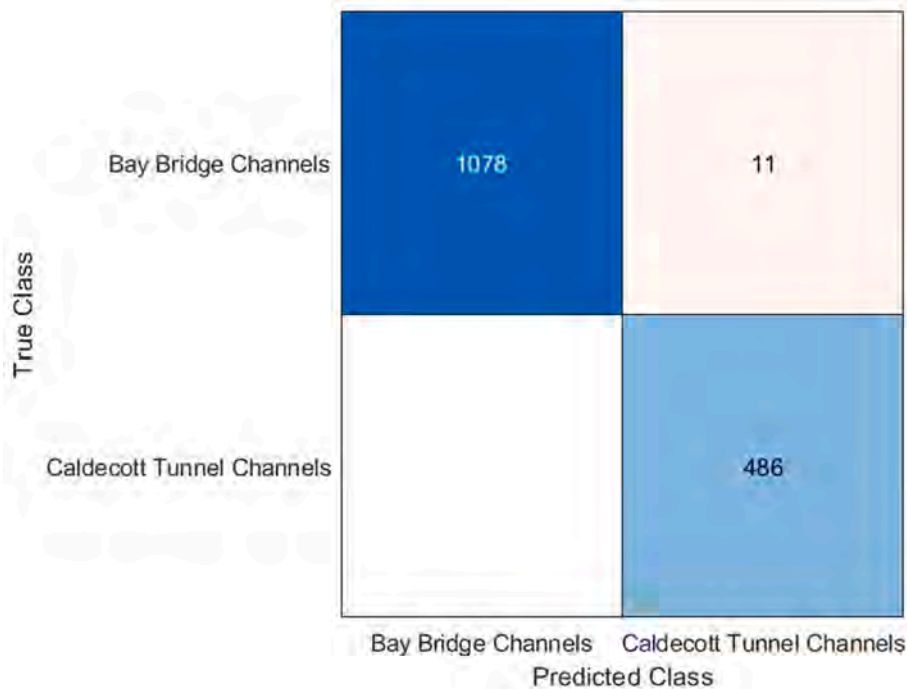 Bay Bridge Channels
1078
11
True Class
Caldecott Tunnel Channels
486
Bay Bridge Channels
Caldecott Tunnel Channels
Predicted Class